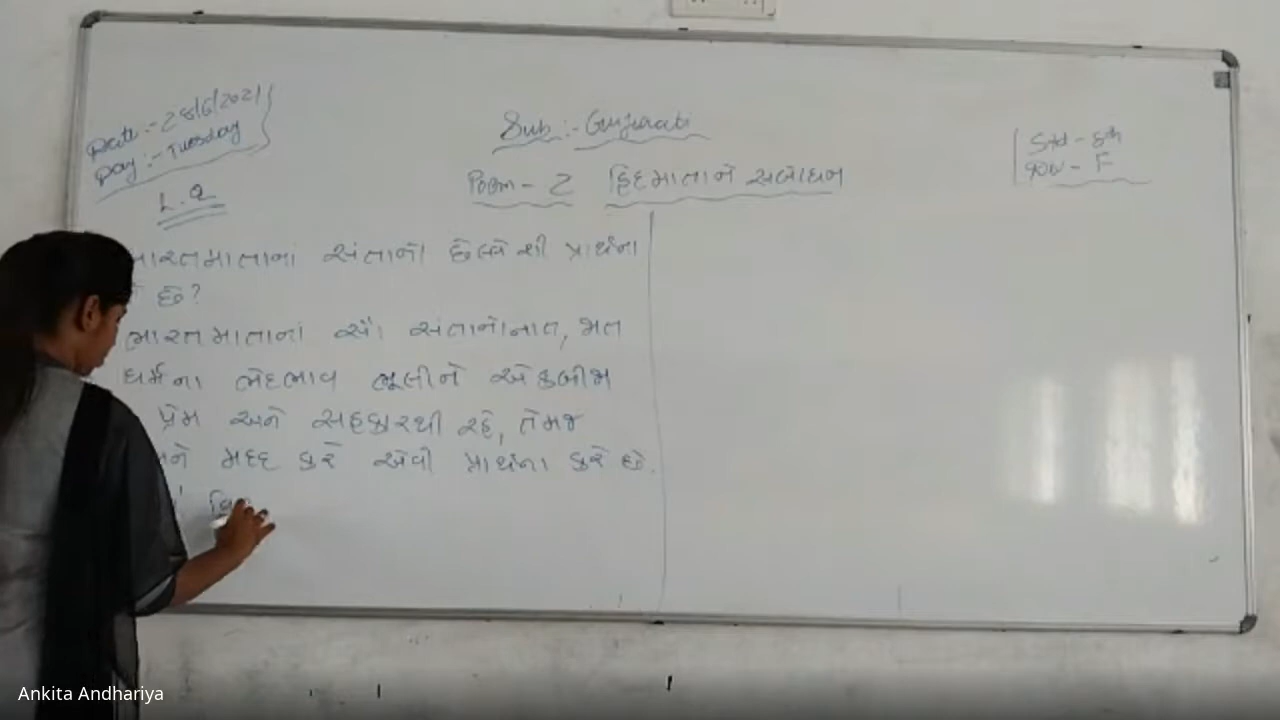 Date :- 28/6/2021
Day :- Tuesday
Sub :- Gujarati
Std - 8th
Div - F
Poem - 2 હિંદમાતાને સંબોધન
L.Q
ભારતમાતાનાં સંતાનો છેલ્લે શી પ્રાર્થના
છે?
ભારતમાતાનાં સૌ સંતાનો નાત, જાત
ધર્મના ભેદભાવ ભૂલીને એકબીજા
પ્રેમ અને સહકારથી રહે, તેમજ
મદદ કરે એવી પ્રાર્થના કરે છે.
Ankita Andhariya